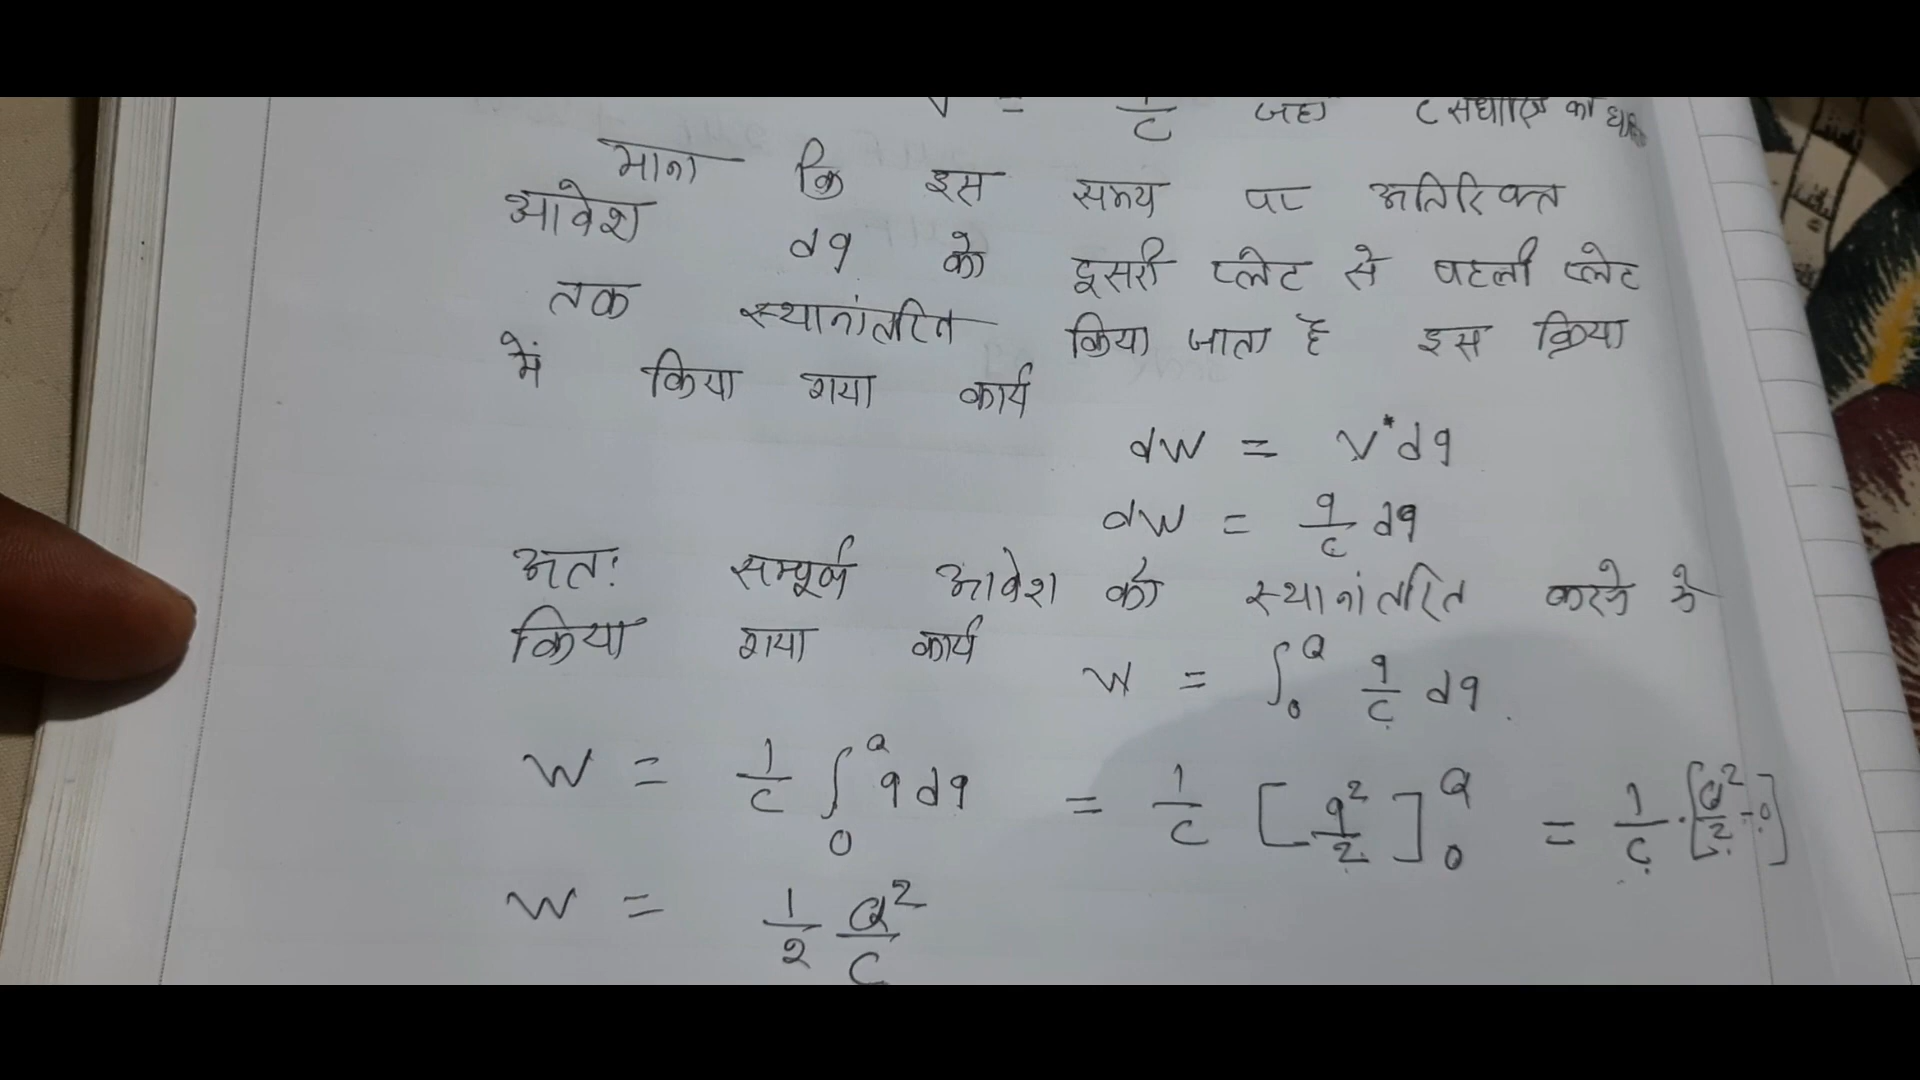 V = 1/C जहाँ C संधारित्र की
माना कि इस समय पर अतिरिक्त
आवेश dq को दूसरी प्लेट से पहली प्लेट
तक स्थानांतरित किया जाता है इस क्रिया
में किया गया कार्य
dW = V*dq
dW = q/C dq
अतः सम्पूर्ण आवेश को स्थानांतरित करने में
किया गया कार्य
W = ∫₀^Q q/C dq
W = 1/C ∫₀^Q q dq = 1/C [q²/2]₀^Q = 1/C · [Q²/2 - 0]
W = 1/2 Q²/C